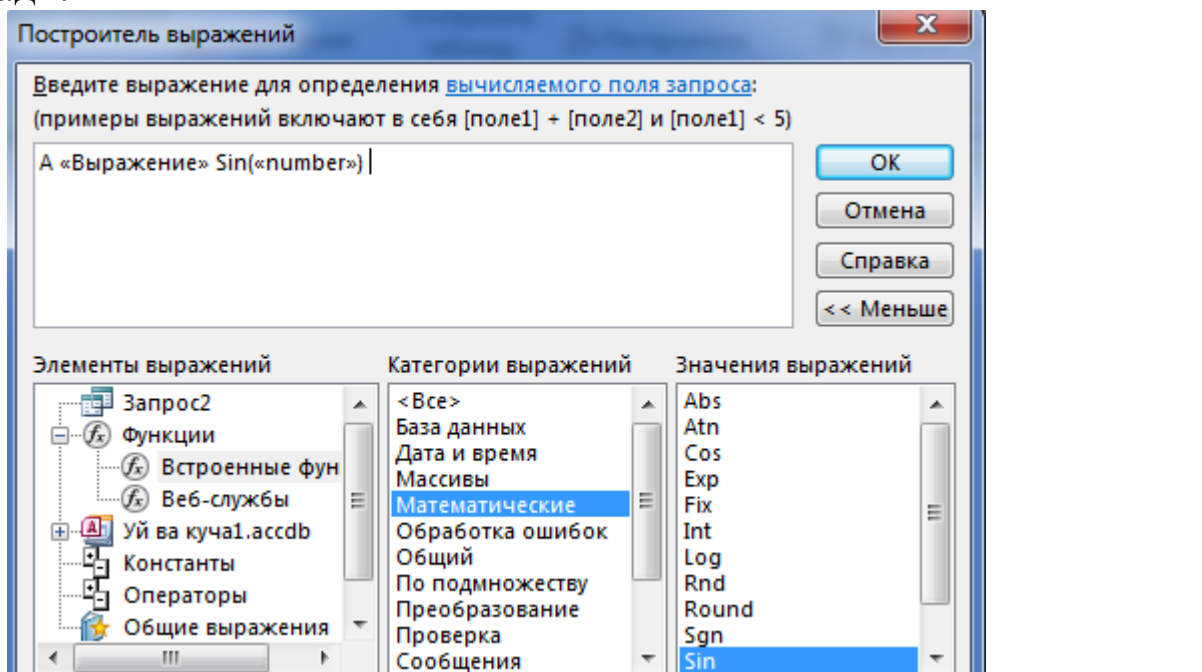 Построитель выражений
Введите выражение для определения вычисляемого поля запроса:
(примеры выражений включают в себя [поле1] + [поле2] и [поле1] < 5)
А «Выражение» Sin(«number»)
ОК
Отмена
Справка
<< Меньше
Элементы выражений
Запрос2
Функции
Встроенные фун
Веб-службы
Уй ва куча1.accdb
Константы
Операторы
Общие выражения
Категории выражений
<Все>
База данных
Дата и время
Массивы
Математические
Обработка ошибок
Общий
По подмножеству
Преобразование
Проверка
Сообщения
Значения выражений
Abs
Atn
Cos
Exp
Fix
Int
Log
Rnd
Round
Sgn
Sin